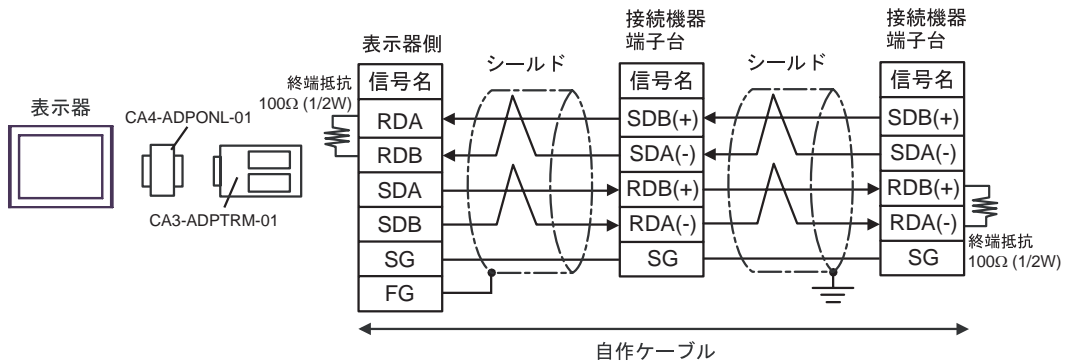 表示器
CA4-ADPONL-01
CA3-ADPTRM-01
終端抵抗
100Ω (1/2W)
表示器側
信号名
RDA
RDB
SDA
SDB
SG
FG
シールド
接続機器
端子台
信号名
SDB(+)
SDA(-)
RDB(+)
RDA(-)
SG
シールド
接続機器
端子台
信号名
SDB(+)
SDA(-)
RDB(+)
RDA(-)
SG
終端抵抗
100Ω (1/2W)
自作ケーブル